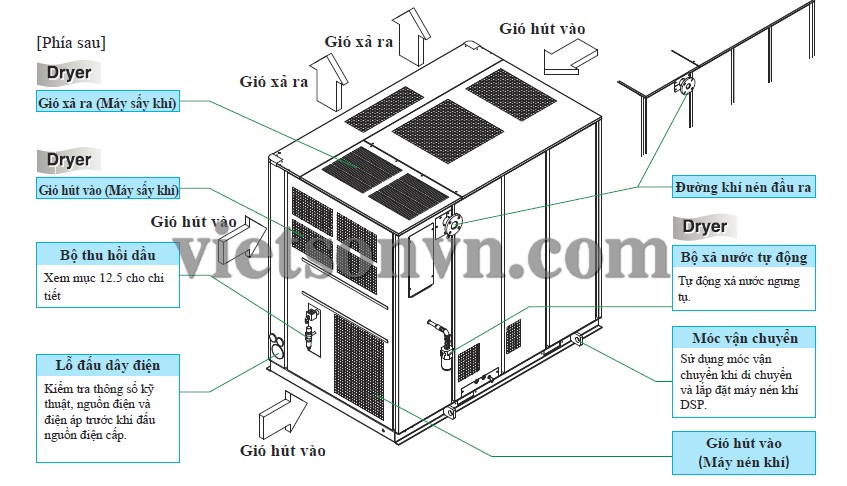 [Phía sau]
Dryer
Gió xả ra (Máy sấy khí)
Dryer
Gió hút vào (Máy sấy khí)
Gió hút vào
Bộ thu hồi dầu
Xem mục 12.5 cho chi
tiết
Lỗ đấu dây điện
Kiểm tra thông số kỹ
thuật, nguồn điện và
điện áp trước khi đấu
nguồn điện cấp.
Gió xả ra
Gió xả ra
Gió hút vào
Gió hút vào
Đường khí nén đầu ra
Dryer
Bộ xả nước tự động
Tự động xả nước ngưng
tụ.
Móc vận chuyển
Sử dụng móc vận
chuyển khi di chuyển
và lắp đặt máy nén khí
DSP.
Gió hút vào
(Máy nén khí)
vietsonvn.com